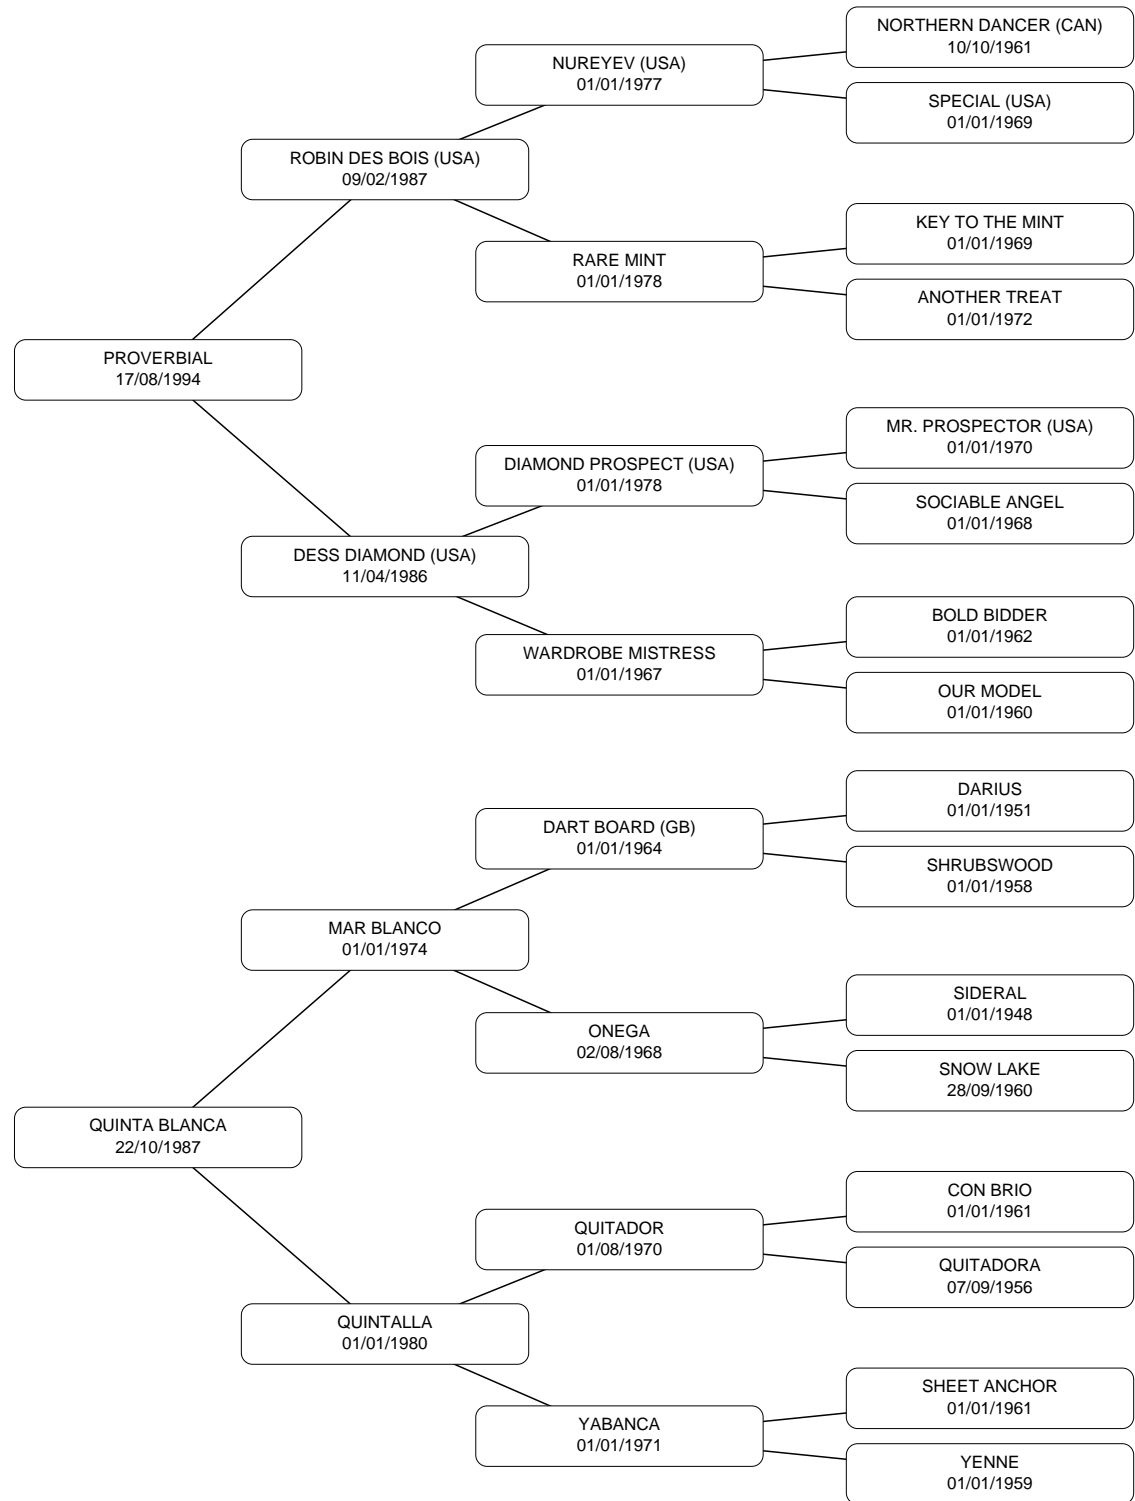 NORTHERN DANCER (CAN)
10/10/1961
NUREYEV (USA)
01/01/1977
SPECIAL (USA)
01/01/1969
ROBIN DES BOIS (USA)
09/02/1987
KEY TO THE MINT
01/01/1969
RARE MINT
01/01/1978
ANOTHER TREAT
01/01/1972
PROVERBIAL
17/08/1994
MR. PROSPECTOR (USA)
01/01/1970
DIAMOND PROSPECT (USA)
01/01/1978
SOCIABLE ANGEL
01/01/1968
DESS DIAMOND (USA)
11/04/1986
BOLD BIDDER
01/01/1962
WARDROBE MISTRESS
01/01/1967
OUR MODEL
01/01/1960
DARIUS
01/01/1951
DART BOARD (GB)
01/01/1964
SHRUBSWOOD
01/01/1958
MAR BLANCO
01/01/1974
SIDERAL
01/01/1948
ONEGA
02/08/1968
SNOW LAKE
28/09/1960
QUINTA BLANCA
22/10/1987
CON BRIO
01/01/1961
QUITADOR
01/08/1970
QUITADORA
07/09/1956
QUINTALLA
01/01/1980
SHEET ANCHOR
01/01/1961
YABANCA
01/01/1971
YENNE
01/01/1959